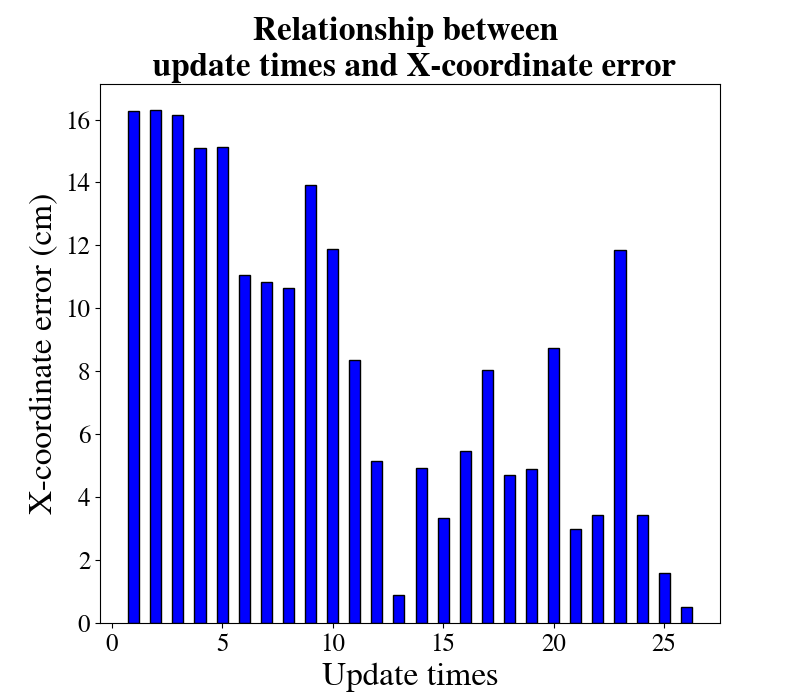 Relationship between
update times and X-coordinate error
X-coordinate error (cm)
16
14
12
10
8
6
4
2
0
0 5 10 15 20 25
Update times